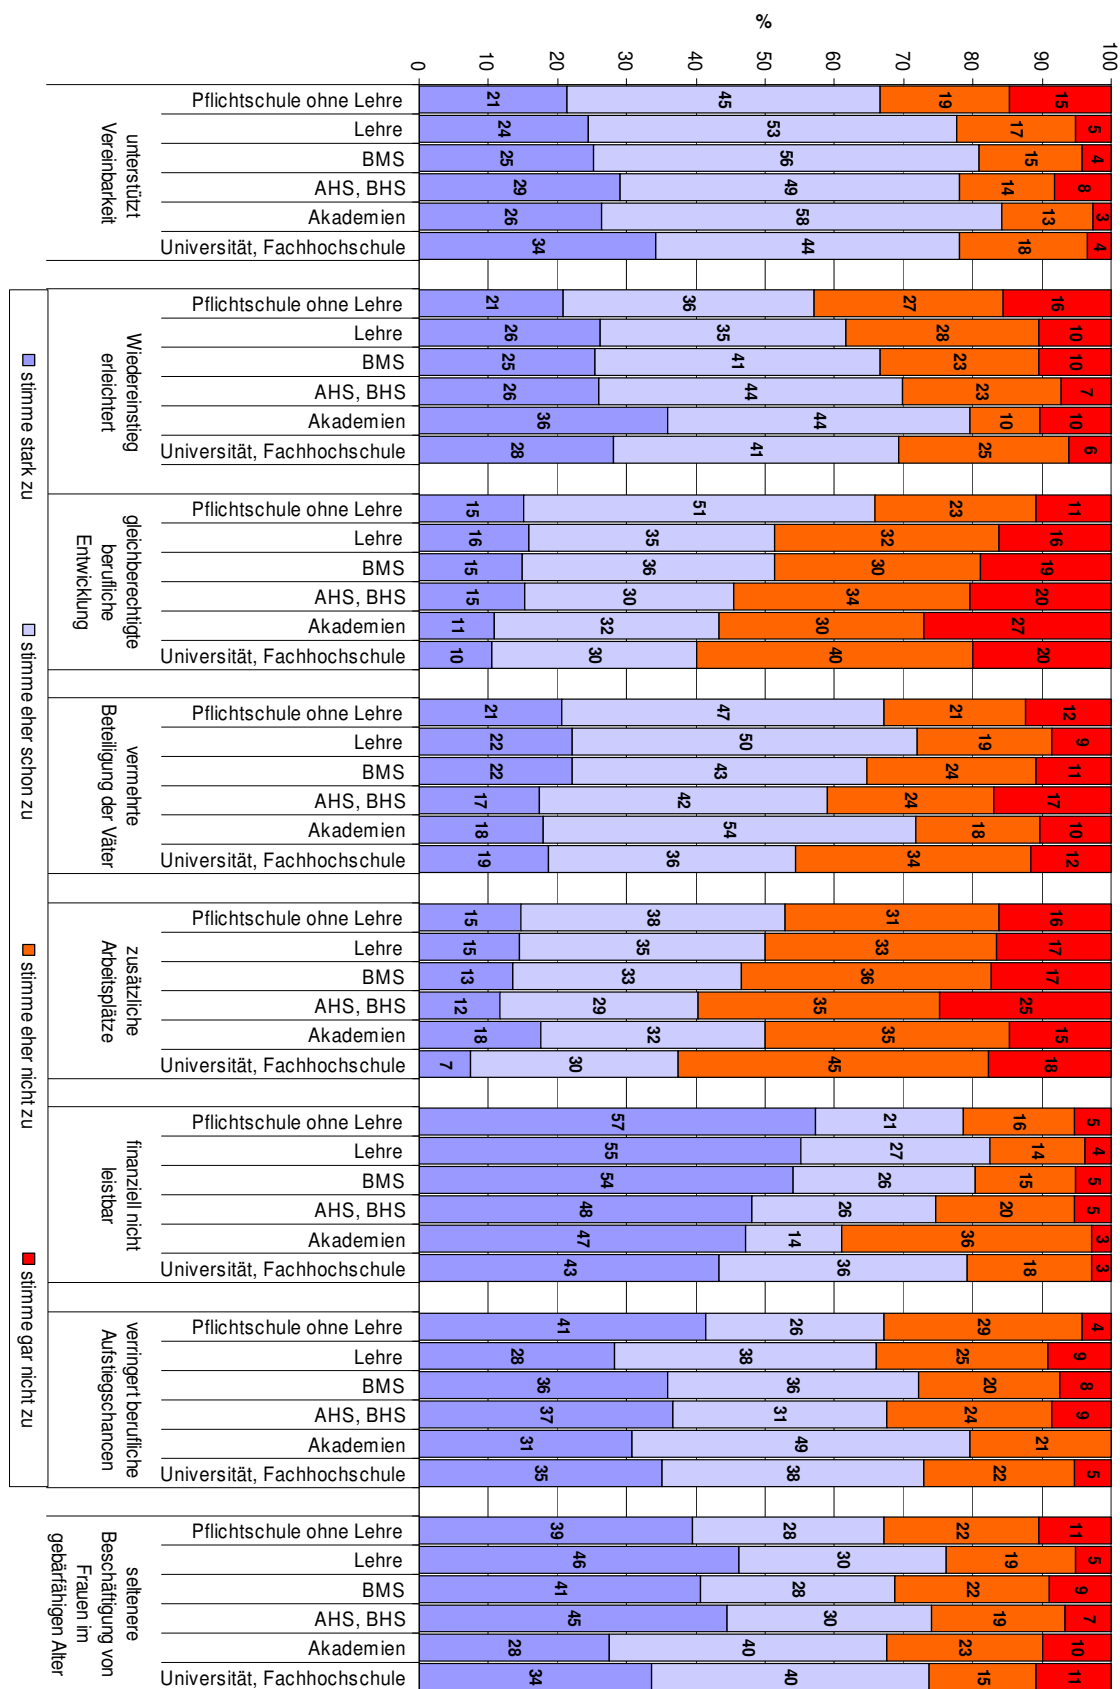 %
0
10
20
30
40
50
60
70
80
90
100
unterstützt
Vereinbarkeit
Pflichtschule ohne Lehre 21 45 19 15
Lehre 24 53 17 5
BMS 25 56 15 4
AHS, BHS 29 49 14 8
Akademien 26 58 13 3
Universität, Fachhochschule 34 44 18 4
Wiedereinstieg
erleichtert
Pflichtschule ohne Lehre 21 36 27 16
Lehre 26 35 28 10
BMS 25 41 23 10
AHS, BHS 26 44 23 7
Akademien 36 44 10 10
Universität, Fachhochschule 28 41 25 6
gleichberechtigte
berufliche
Entwicklung
Pflichtschule ohne Lehre 15 51 23 11
Lehre 16 35 32 16
BMS 15 36 30 19
AHS, BHS 15 30 34 20
Akademien 11 32 30 27
Universität, Fachhochschule 10 30 40 20
vermehrte
Beteiligung der Väter
Pflichtschule ohne Lehre 21 47 21 12
Lehre 22 50 19 9
BMS 22 43 24 11
AHS, BHS 17 42 24 17
Akademien 18 54 18 10
Universität, Fachhochschule 19 36 34 12
zusätzliche
Arbeitsplätze
Pflichtschule ohne Lehre 15 38 31 16
Lehre 15 35 33 17
BMS 13 33 36 17
AHS, BHS 12 29 35 25
Akademien 18 32 35 15
Universität, Fachhochschule 7 30 45 18
finanziell nicht
leistbar
Pflichtschule ohne Lehre 57 21 16 5
Lehre 55 27 14 4
BMS 54 26 15 5
AHS, BHS 48 26 20 5
Akademien 47 14 36 3
Universität, Fachhochschule 43 36 18 3
verringert berufliche
Aufstiegschancen
Pflichtschule ohne Lehre 41 26 29 4
Lehre 28 38 25 9
BMS 36 36 20 8
AHS, BHS 37 31 24 9
Akademien 31 49 21
Universität, Fachhochschule 35 38 22 5
seltenere
Beschäftigung von
Frauen im
gebärfähigen Alter
Pflichtschule ohne Lehre 39 28 22 11
Lehre 46 30 19 5
BMS 41 28 22 9
AHS, BHS 45 30 19 7
Akademien 28 40 23 10
Universität, Fachhochschule 34 40 15 11
stimme stark zu
stimme eher schon zu
stimme eher nicht zu
stimme gar nicht zu